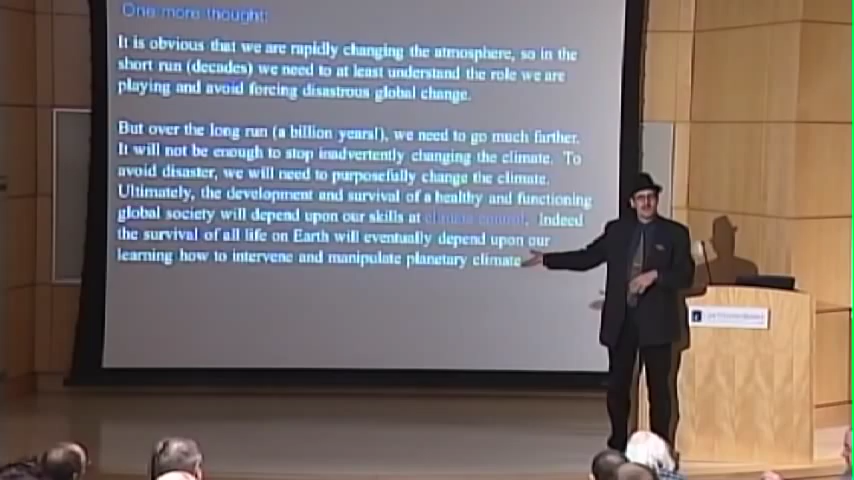 One more thought:
It is obvious that we are rapidly changing the atmosphere, so in the
short run (decades) we need to at least understand the role we are
playing and avoid forcing disastrous global change.
But over the long run (a billion years!), we need to go much farther.
It will not be enough to stop inadvertently changing the climate. To
avoid disaster, we will need to purposefully change the climate.
Ultimately, the development and survival of a healthy and functioning
global society will depend upon our skills at climate control. Indeed
the survival of all life on Earth will eventually depend upon our
learning how to intervene and manipulate planetary climate